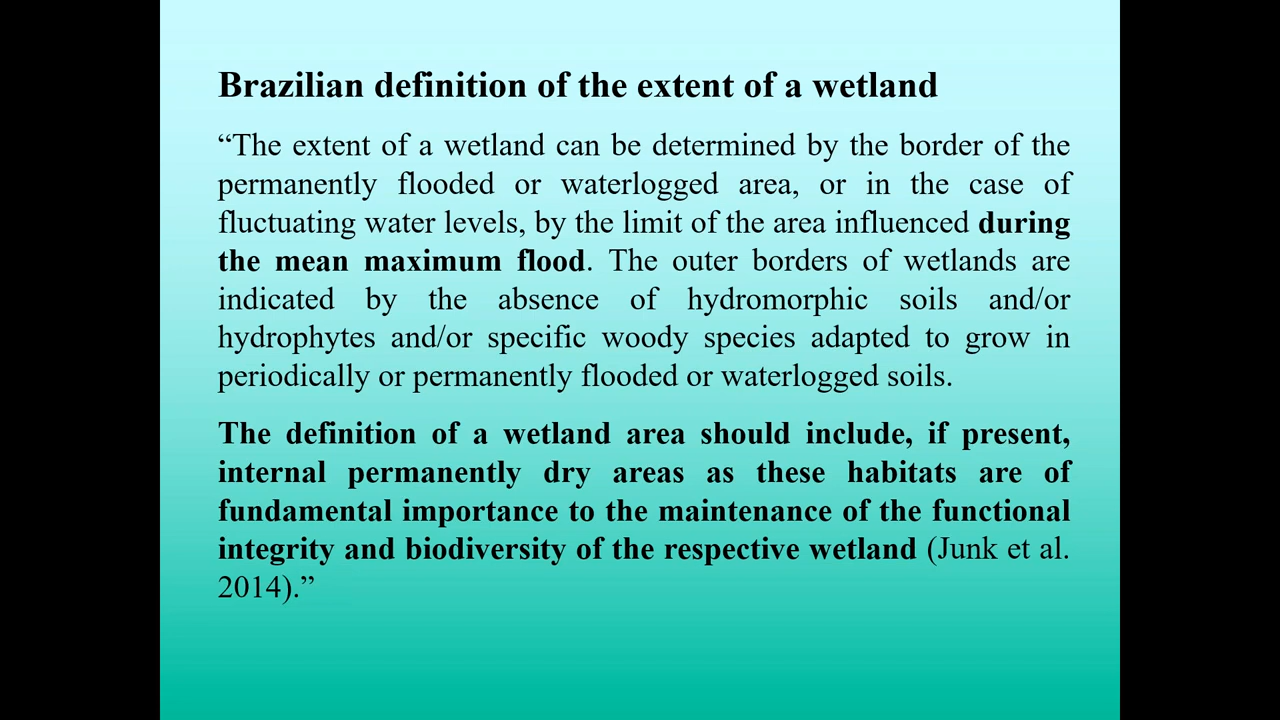 Brazilian definition of the extent of a wetland
“The extent of a wetland can be determined by the border of the
permanently flooded or waterlogged area, or in the case of
fluctuating water levels, by the limit of the area influenced during
the mean maximum flood. The outer borders of wetlands are
indicated by the absence of hydromorphic soils and/or
hydrophytes and/or specific woody species adapted to grow in
periodically or permanently flooded or waterlogged soils.
The definition of a wetland area should include, if present,
internal permanently dry areas as these habitats are of
fundamental importance to the maintenance of the functional
integrity and biodiversity of the respective wetland (Junk et al.
2014).”